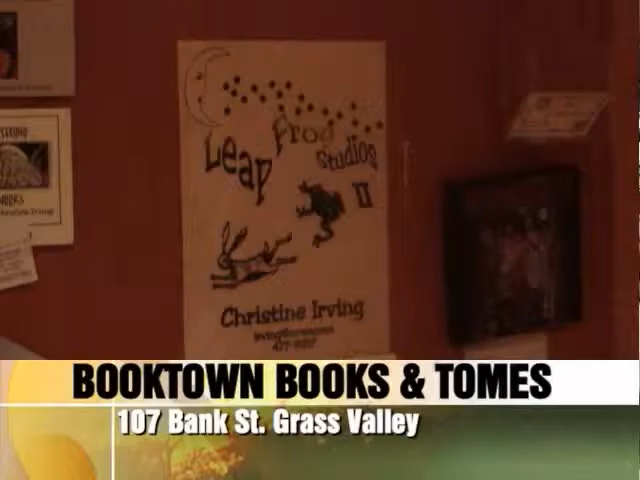 Leap Frog Studios II
Christine Irving
BOOKTOWN BOOKS & TOMES
107 Bank St. Grass Valley